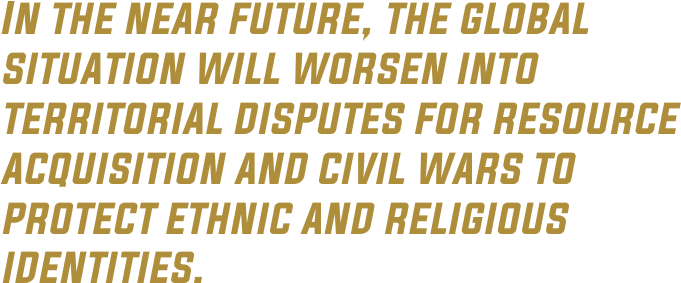 In the near future, the global
situation will worsen into
territorial disputes for resource
acquisition and civil wars to
protect ethnic and religious
identities.